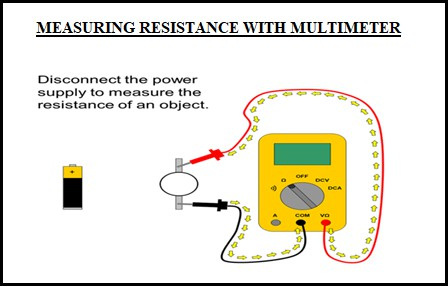 MEASURING RESISTANCE WITH MULTIMETER
Disconnect the power
supply to measure the
resistance of an object.
+
OFF
Ω DCV
DCA
A COM VΩ